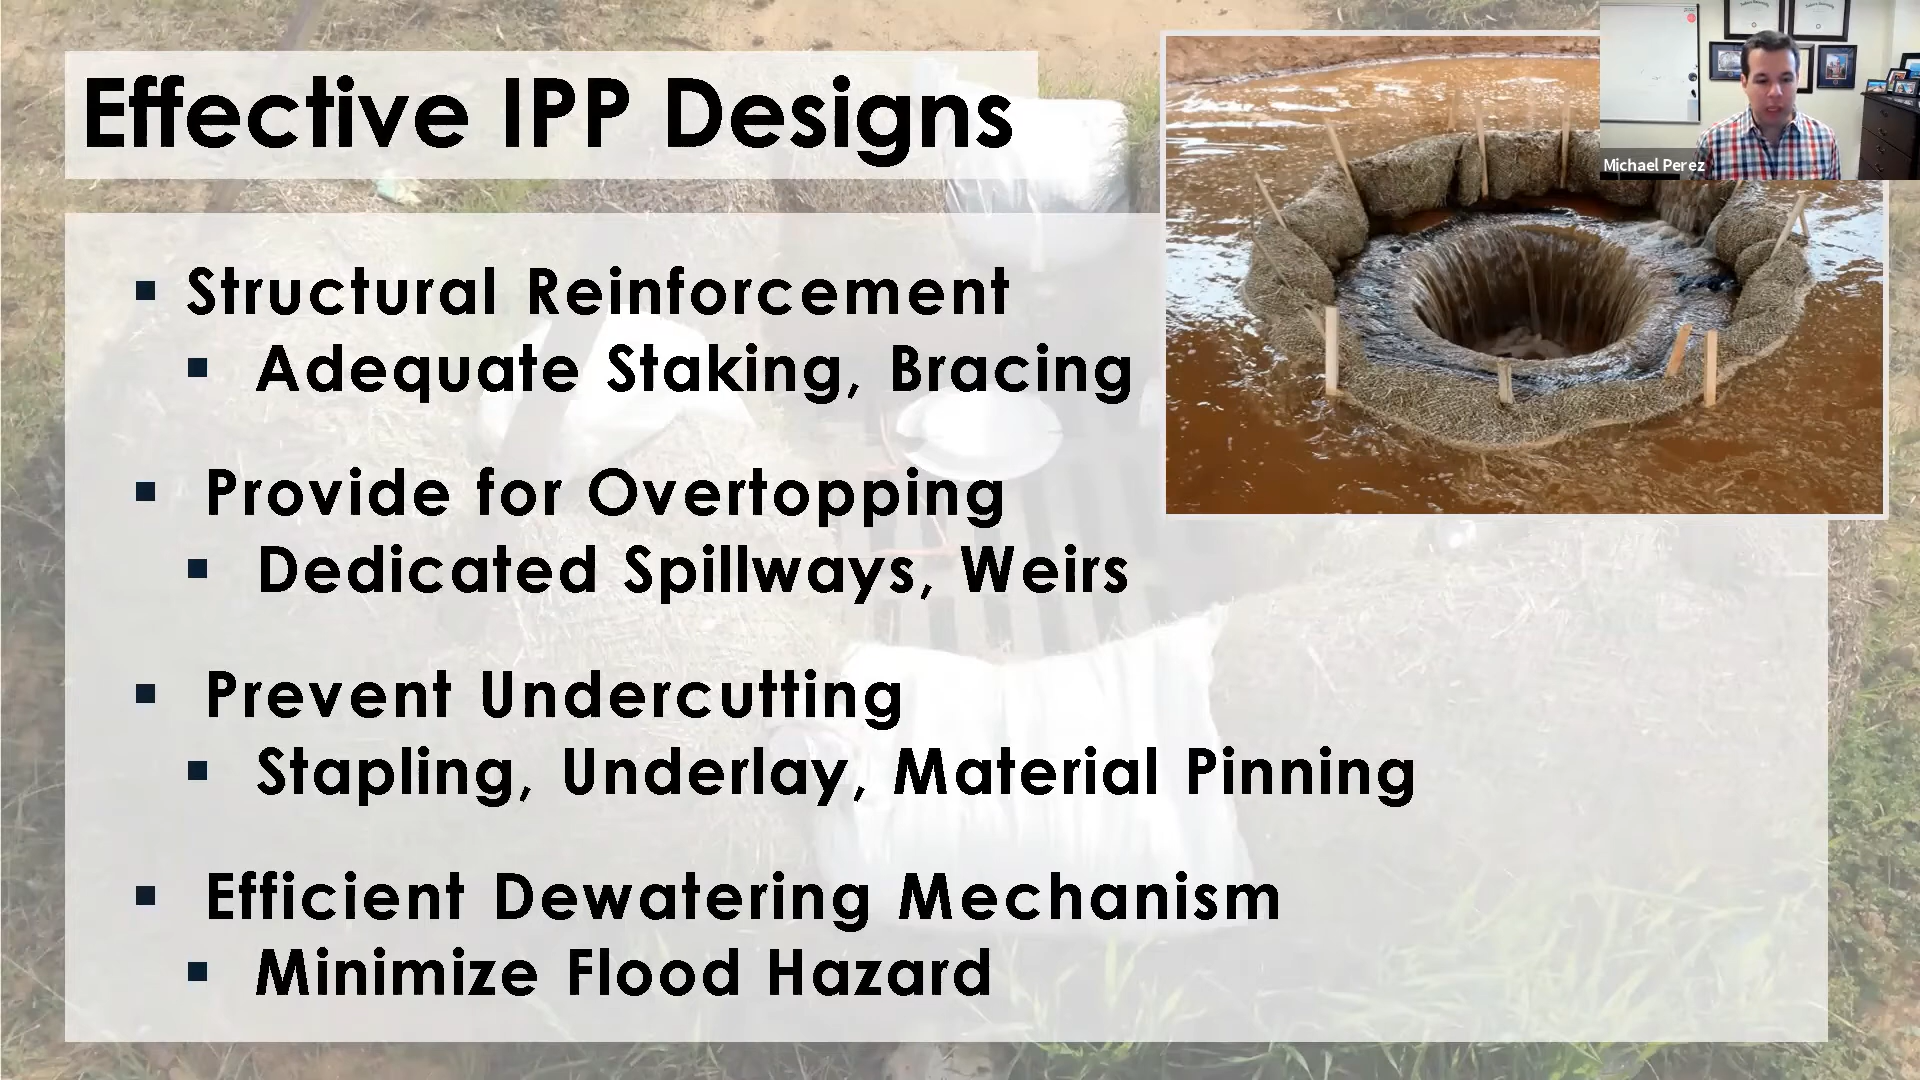 Effective IPP Designs
Michael Perez
▪ Structural Reinforcement
▪ Adequate Staking, Bracing
▪ Provide for Overtopping
▪ Dedicated Spillways, Weirs
▪ Prevent Undercutting
▪ Stapling, Underlay, Material Pinning
▪ Efficient Dewatering Mechanism
▪ Minimize Flood Hazard